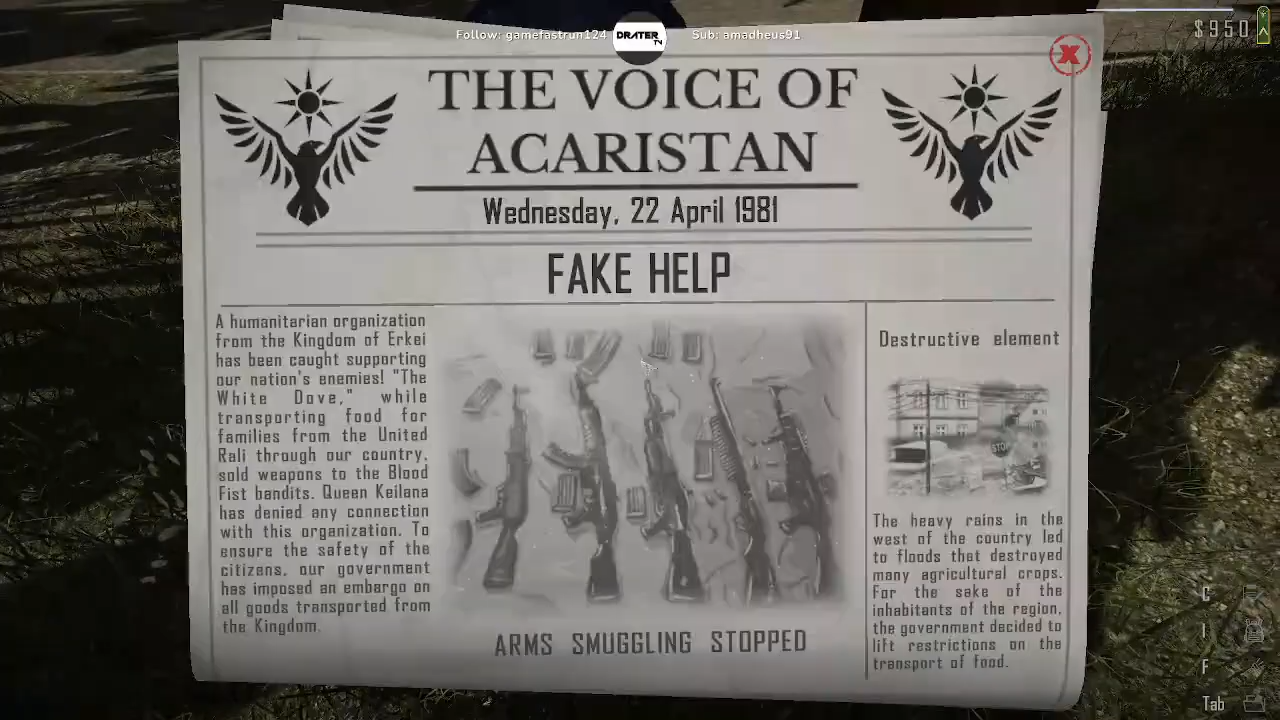 Follow: gamefastrun124
DRATER TV
Sub: amadheus91
$950
X
THE VOICE OF
ACARISTAN
Wednesday, 22 April 1981
FAKE HELP
A humanitarian organization
from the Kingdom of Erkei
has been caught supporting
our nation's enemies! "The
White Dove," while
transporting food for
families from the United
Rali through our country,
sold weapons to the Blood
Fist bandits. Queen Keilana
has denied any connection
with this organization. To
ensure the safety of the
citizens, our government
has imposed an embargo on
all goods transported from
the Kingdom.
ARMS SMUGGLING STOPPED
Destructive element
STOP
The heavy rains in the
west of the country led
to floods that destroyed
many agricultural crops.
For the sake of the
inhabitants of the region,
the government decided to
lift restrictions on the
transport of food.
C
I
F
Tab